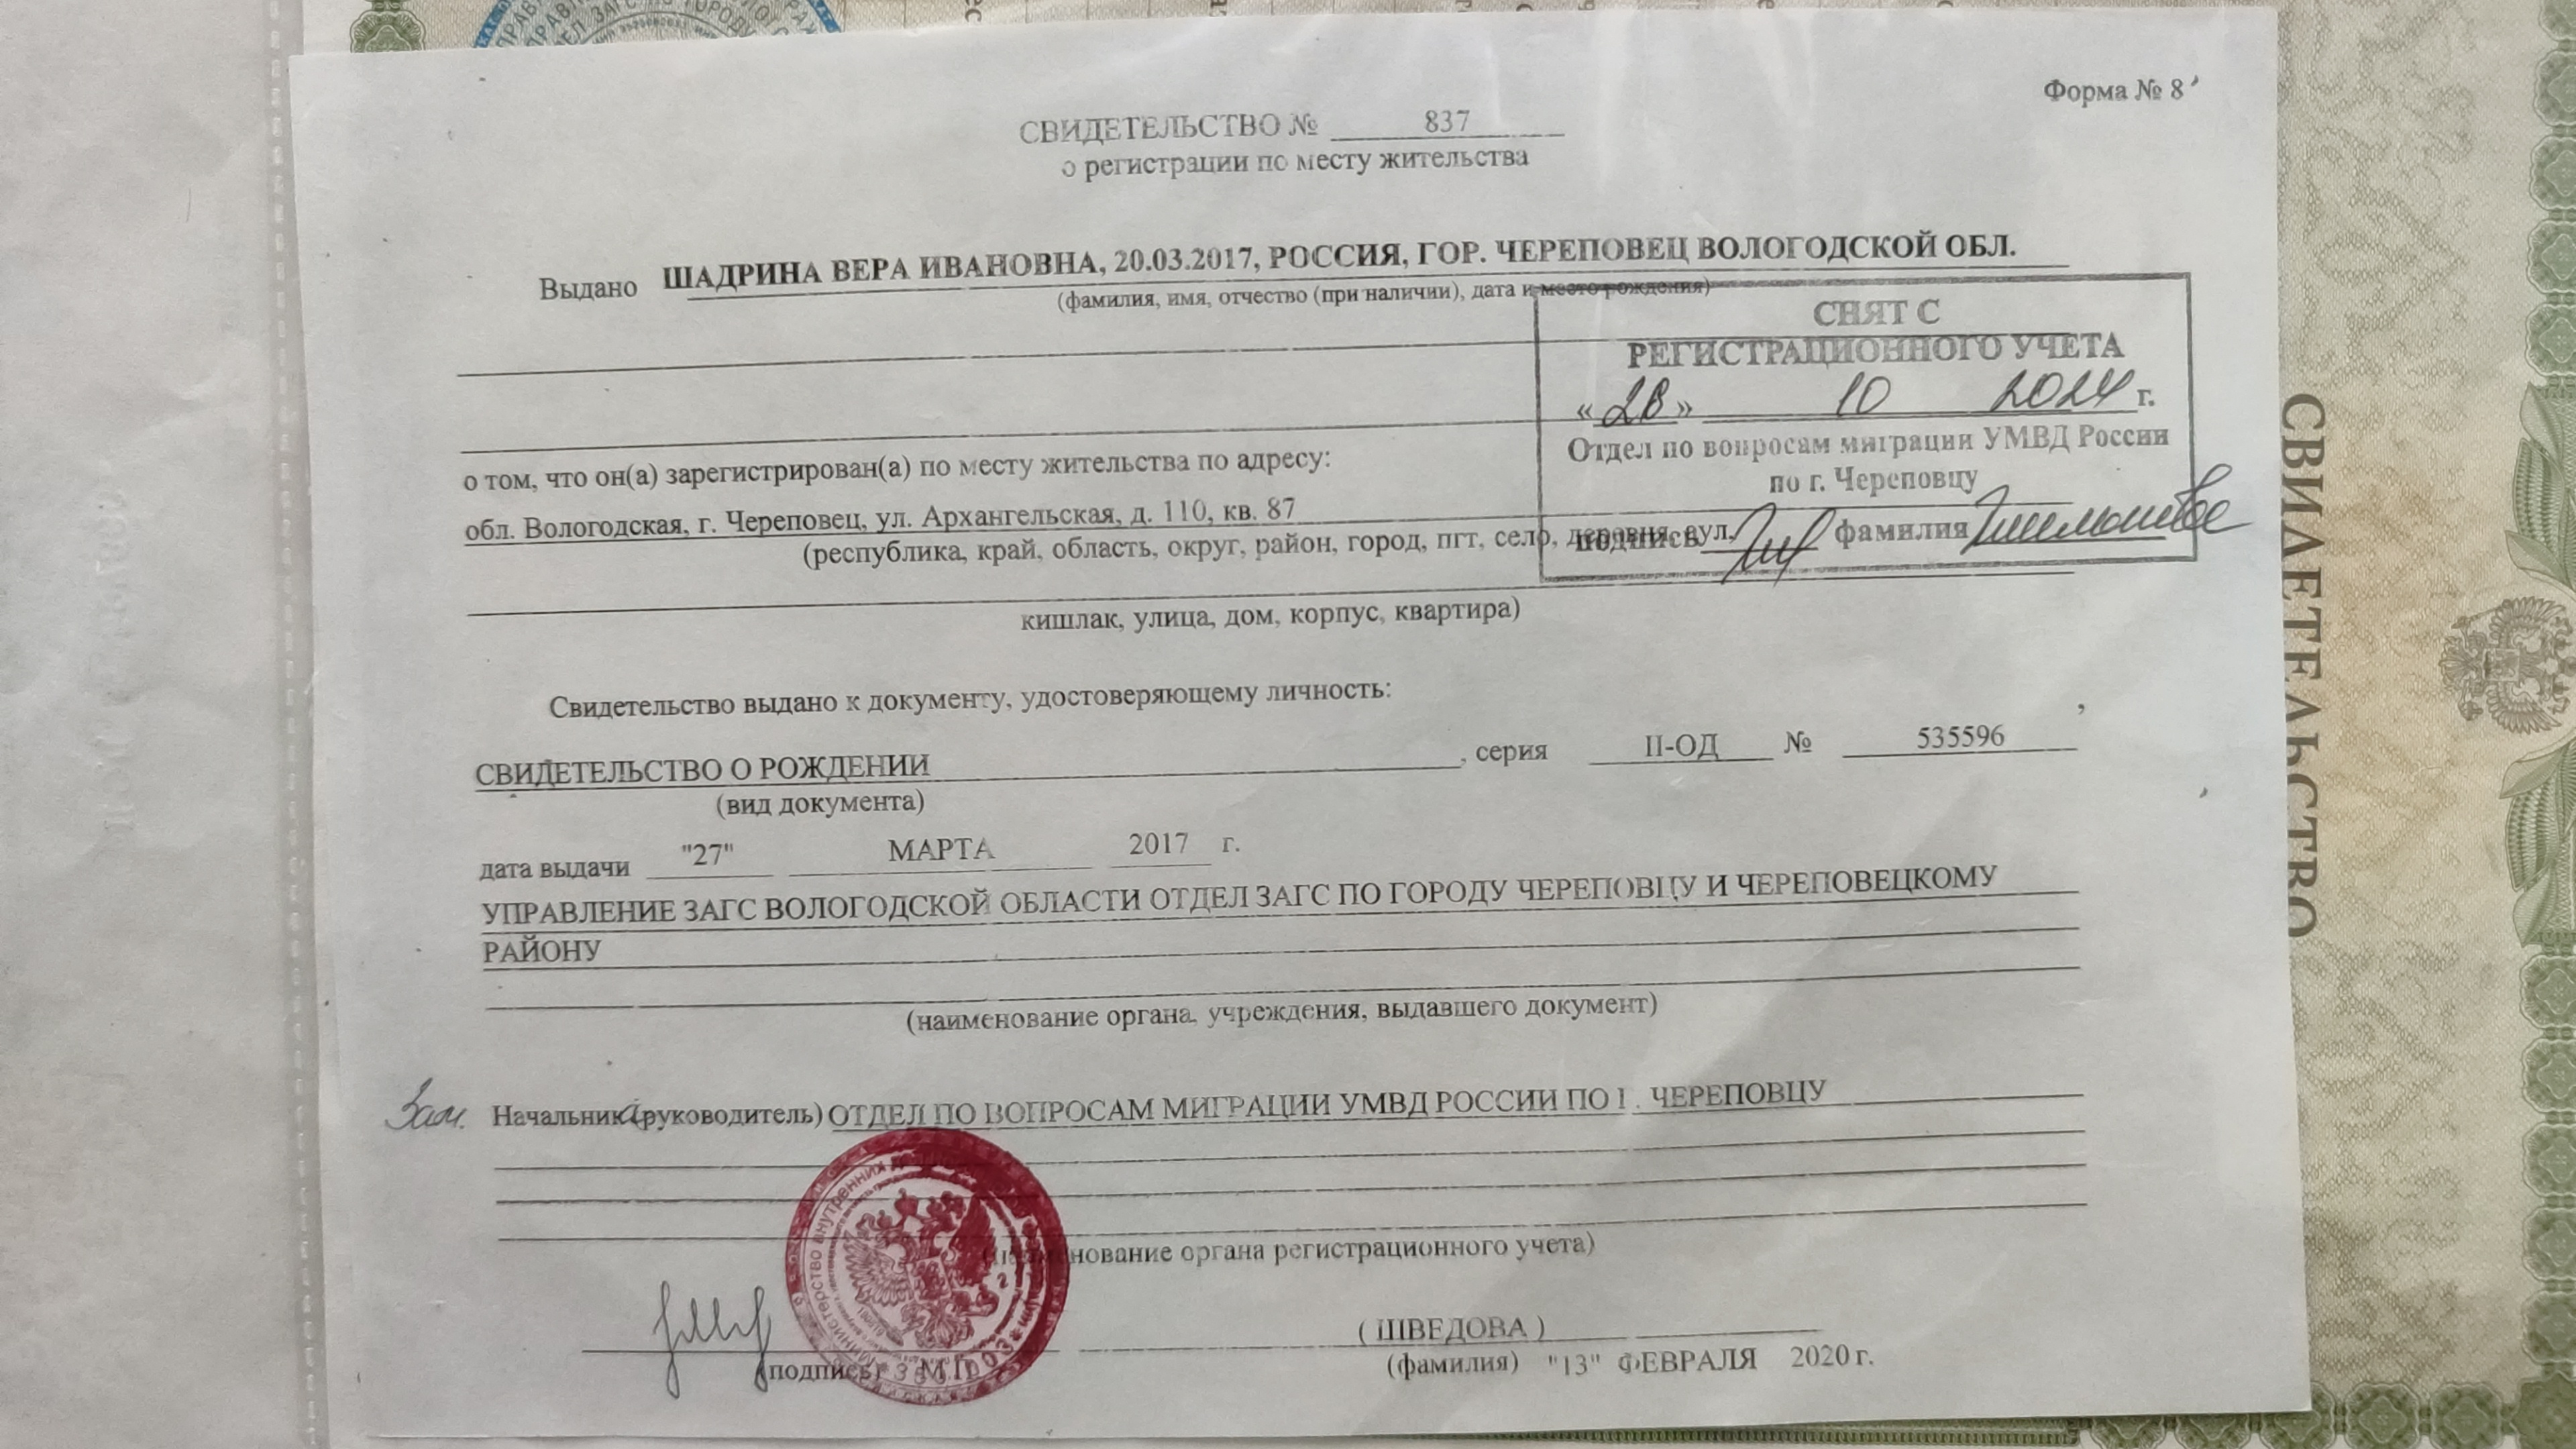 Форма № 8
СВИДЕТЕЛЬСТВО № 837
о регистрации по месту жительства
Выдано ШАДРИНА ВЕРА ИВАНОВНА, 20.03.2017, РОССИЯ, ГОР. ЧЕРЕПОВЕЦ ВОЛОГОДСКОЙ ОБЛ.
(фамилия, имя, отчество (при наличии), дата и место рождения)
СНЯТ С
РЕГИСТРАЦИОННОГО УЧЕТА
«28» 10 2024 г.
Отдел по вопросам миграции УМВД России
по г. Череповцу
подпись фамилия
о том, что он(а) зарегистрирован(а) по месту жительства по адресу:
обл. Вологодская, г. Череповец, ул. Архангельская, д. 110, кв. 87
(республика, край, область, округ, район, город, пгт, село, деревня, аул,
кишлак, улица, дом, корпус, квартира)
Свидетельство выдано к документу, удостоверяющему личность:
СВИДЕТЕЛЬСТВО О РОЖДЕНИИ, серия II-ОД № 535596
(вид документа)
дата выдачи "27" МАРТА 2017 г.
УПРАВЛЕНИЕ ЗАГС ВОЛОГОДСКОЙ ОБЛАСТИ ОТДЕЛ ЗАГС ПО ГОРОДУ ЧЕРЕПОВЦУ И ЧЕРЕПОВЕЦКОМУ
РАЙОНУ
(наименование органа, учреждения, выдавшего документ)
Зам. Начальника (руководитель) ОТДЕЛ ПО ВОПРОСАМ МИГРАЦИИ УМВД РОССИИ ПО Г. ЧЕРЕПОВЦУ
(наименование органа регистрационного учета)
( ШВЕДОВА )
(подпись) М.П. (фамилия) "13" ФЕВРАЛЯ 2020 г.
СВИДЕТЕЛЬСТВО